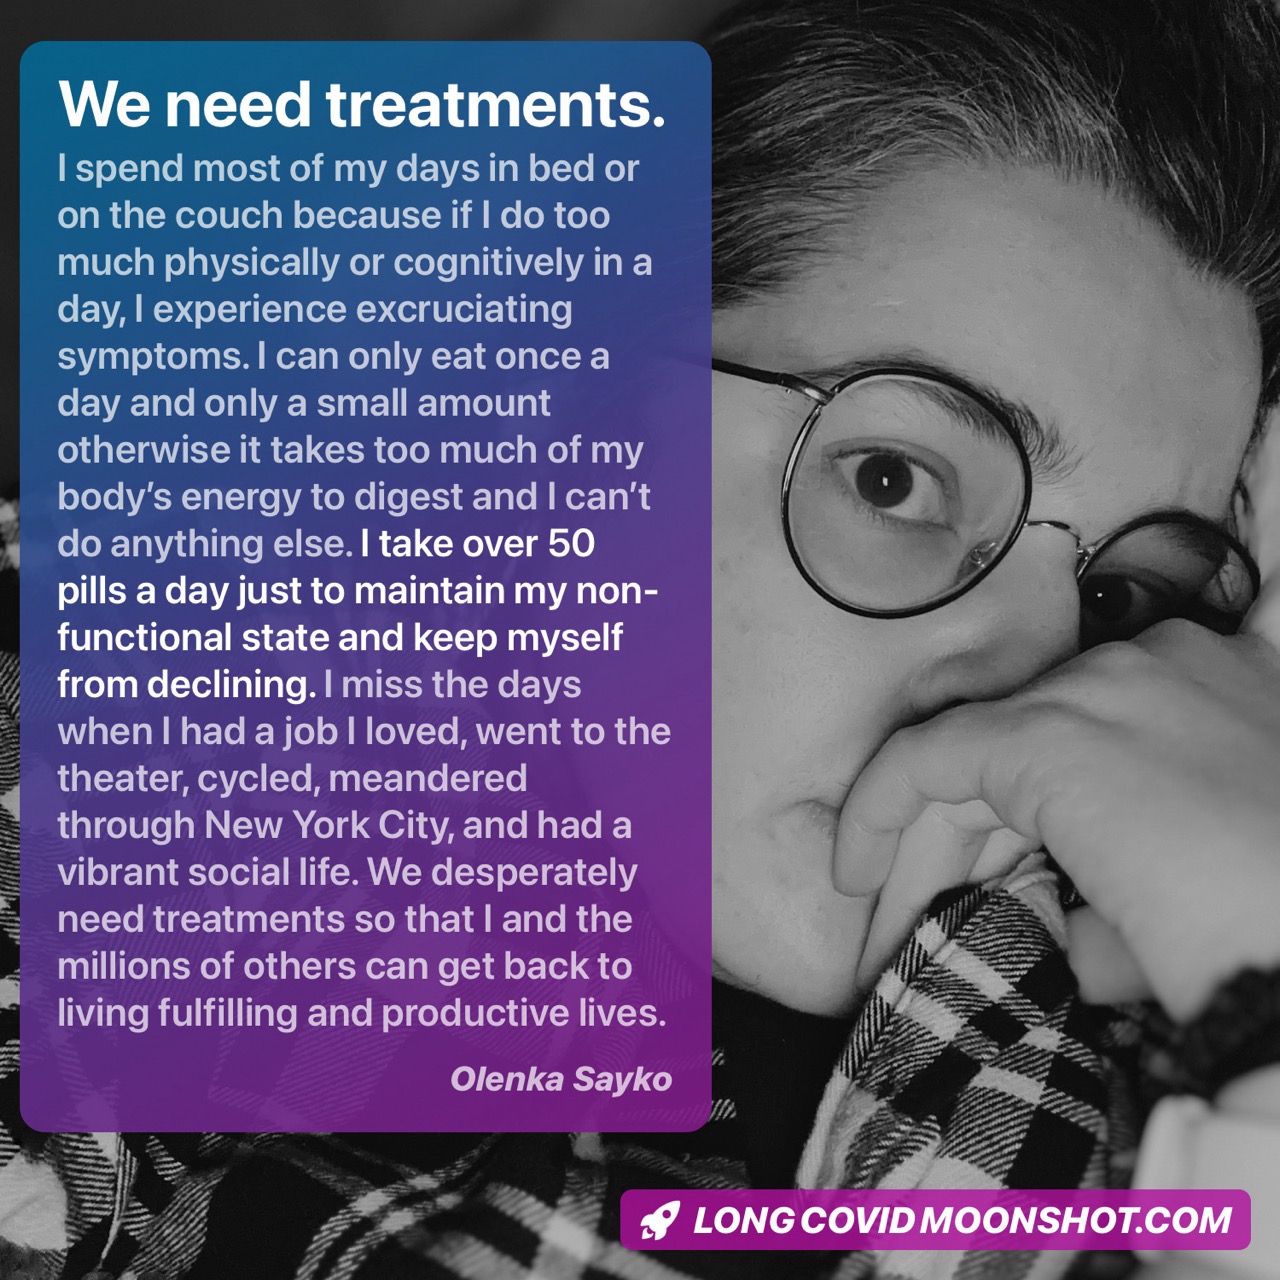 We need treatments.
I spend most of my days in bed or
on the couch because if I do too
much physically or cognitively in a
day, I experience excruciating
symptoms. I can only eat once a
day and only a small amount
otherwise it takes too much of my
body’s energy to digest and I can’t
do anything else. I take over 50
pills a day just to maintain my non-
functional state and keep myself
from declining. I miss the days
when I had a job I loved, went to the
theater, cycled, meandered
through New York City, and had a
vibrant social life. We desperately
need treatments so that I and the
millions of others can get back to
living fulfilling and productive lives.
Olenka Sayko
LONG COVID MOONSHOT.COM